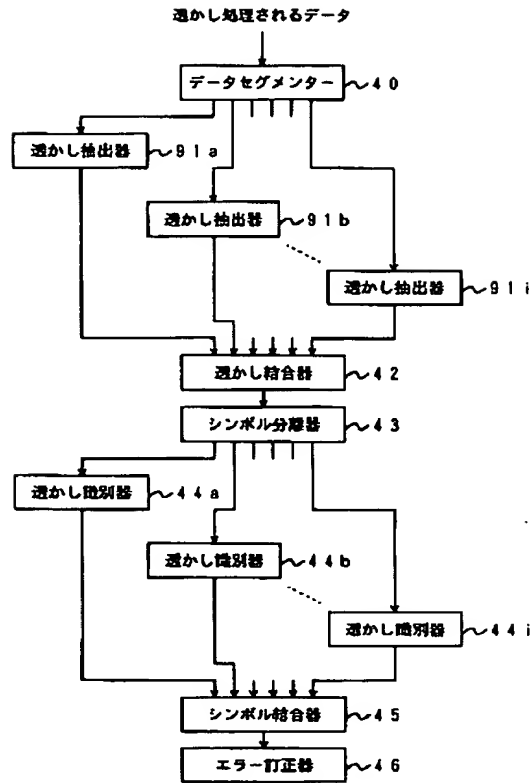 透かし処理されるデータ
データセグメンター 40
透かし抽出器 91a
透かし抽出器 91b
透かし抽出器 91i
透かし結合器 42
シンボル分離器 43
透かし識別器 44a
透かし識別器 44b
透かし識別器 44i
シンボル結合器 45
エラー訂正器 46